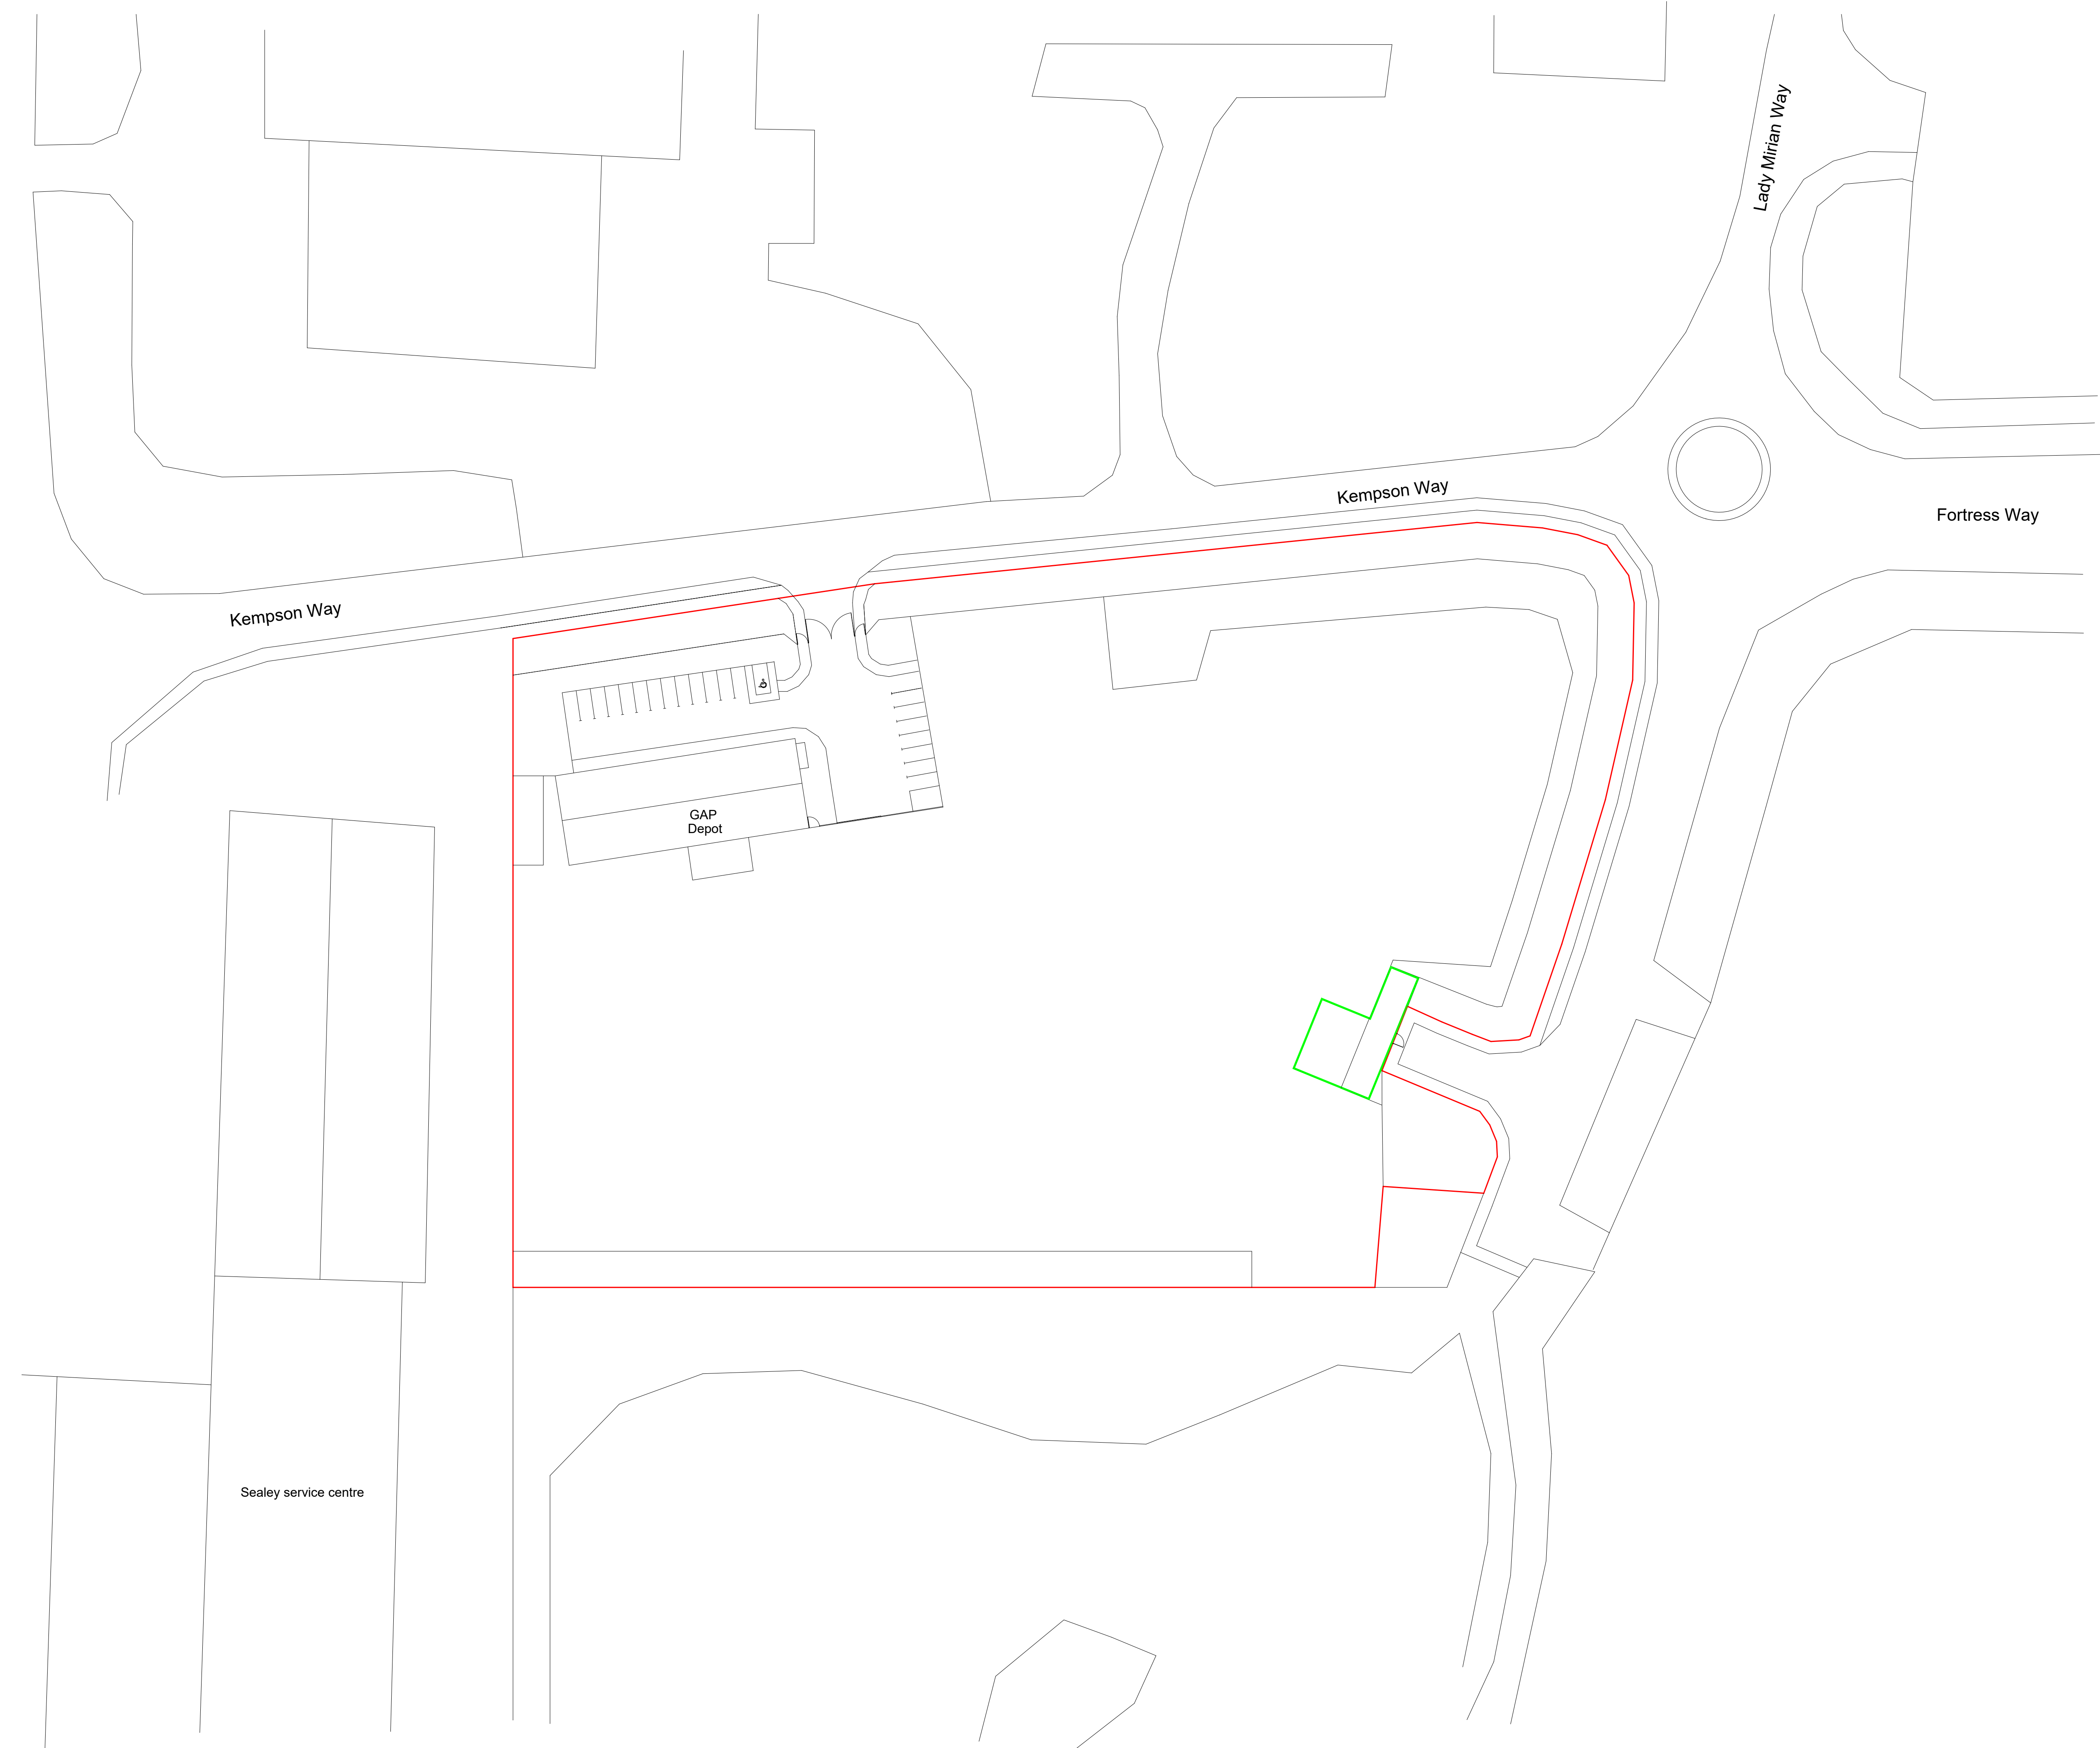 Lady Mirian Way
Kempson Way
Fortress Way
Kempson Way
GAP
Depot
Sealey service centre